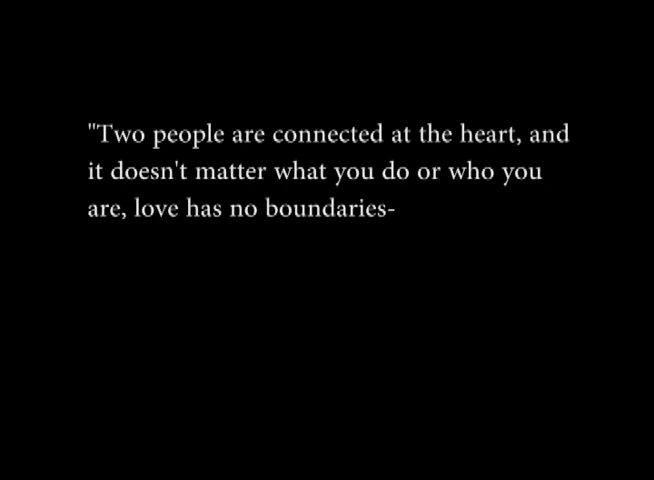 "Two people are connected at the heart, and
it doesn't matter what you do or who you
are, love has no boundaries-